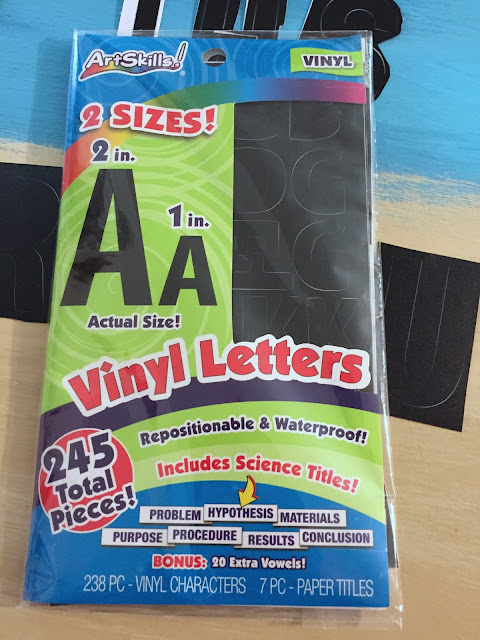 ArtSkills!®
VINYL
2 SIZES!
2 in.
1 in.
A A
Actual Size!
Vinyl Letters
Repositionable & Waterproof!
245
Total
Pieces!
Includes Science Titles!
PROBLEM HYPOTHESIS MATERIALS
PURPOSE PROCEDURE RESULTS CONCLUSION
BONUS: 20 Extra Vowels!
238 PC - VINYL CHARACTERS 7 PC - PAPER TITLES
U